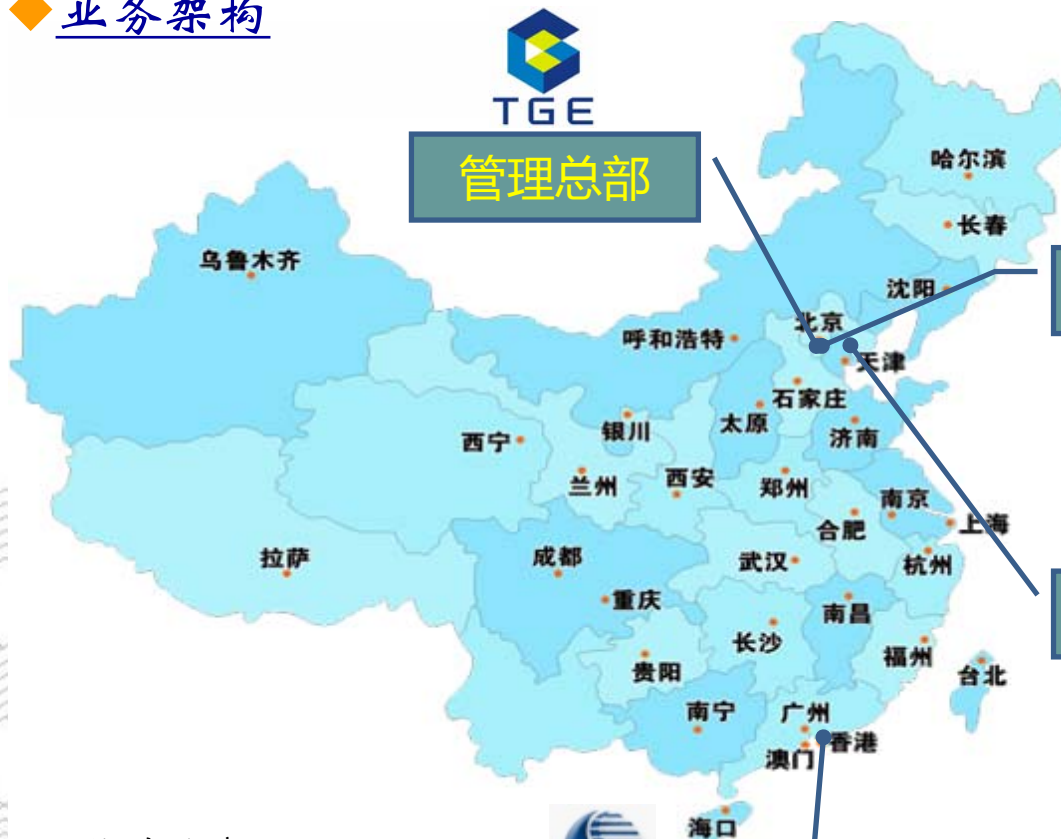 业务架构
TGE
管理总部
哈尔滨
长春
乌鲁木齐
沈阳
北京
呼和浩特
天津
石家庄
太原
银川
济南
西宁
兰州
西安
郑州
南京
上海
合肥
拉萨
成都
武汉
杭州
重庆
南昌
长沙
福州
贵阳
台北
南宁
广州
香港
澳门
海口